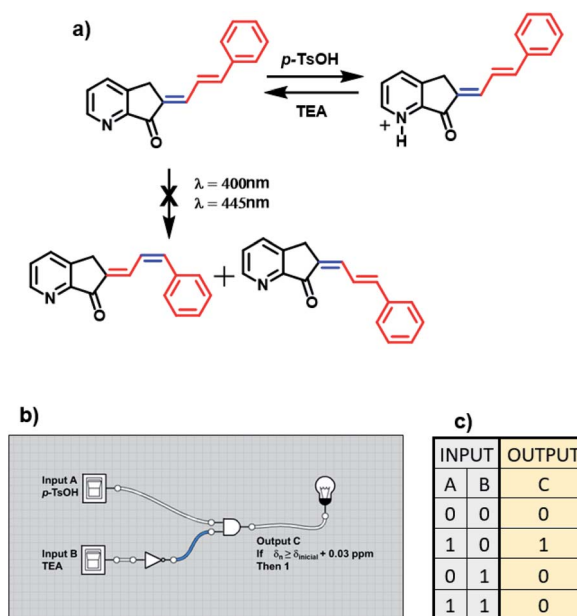 a)
p-TsOH
TEA
N
O
N
+
H
O
X
λ = 400nm
λ = 445nm
N
O
+
N
O
b)
Input A
p-TsOH
Input B
TEA
Output C
If δn ≥ δinicial + 0.03 ppm
Then 1
c)
INPUT OUTPUT
A B C
0 0 0
1 0 1
0 1 0
1 1 0